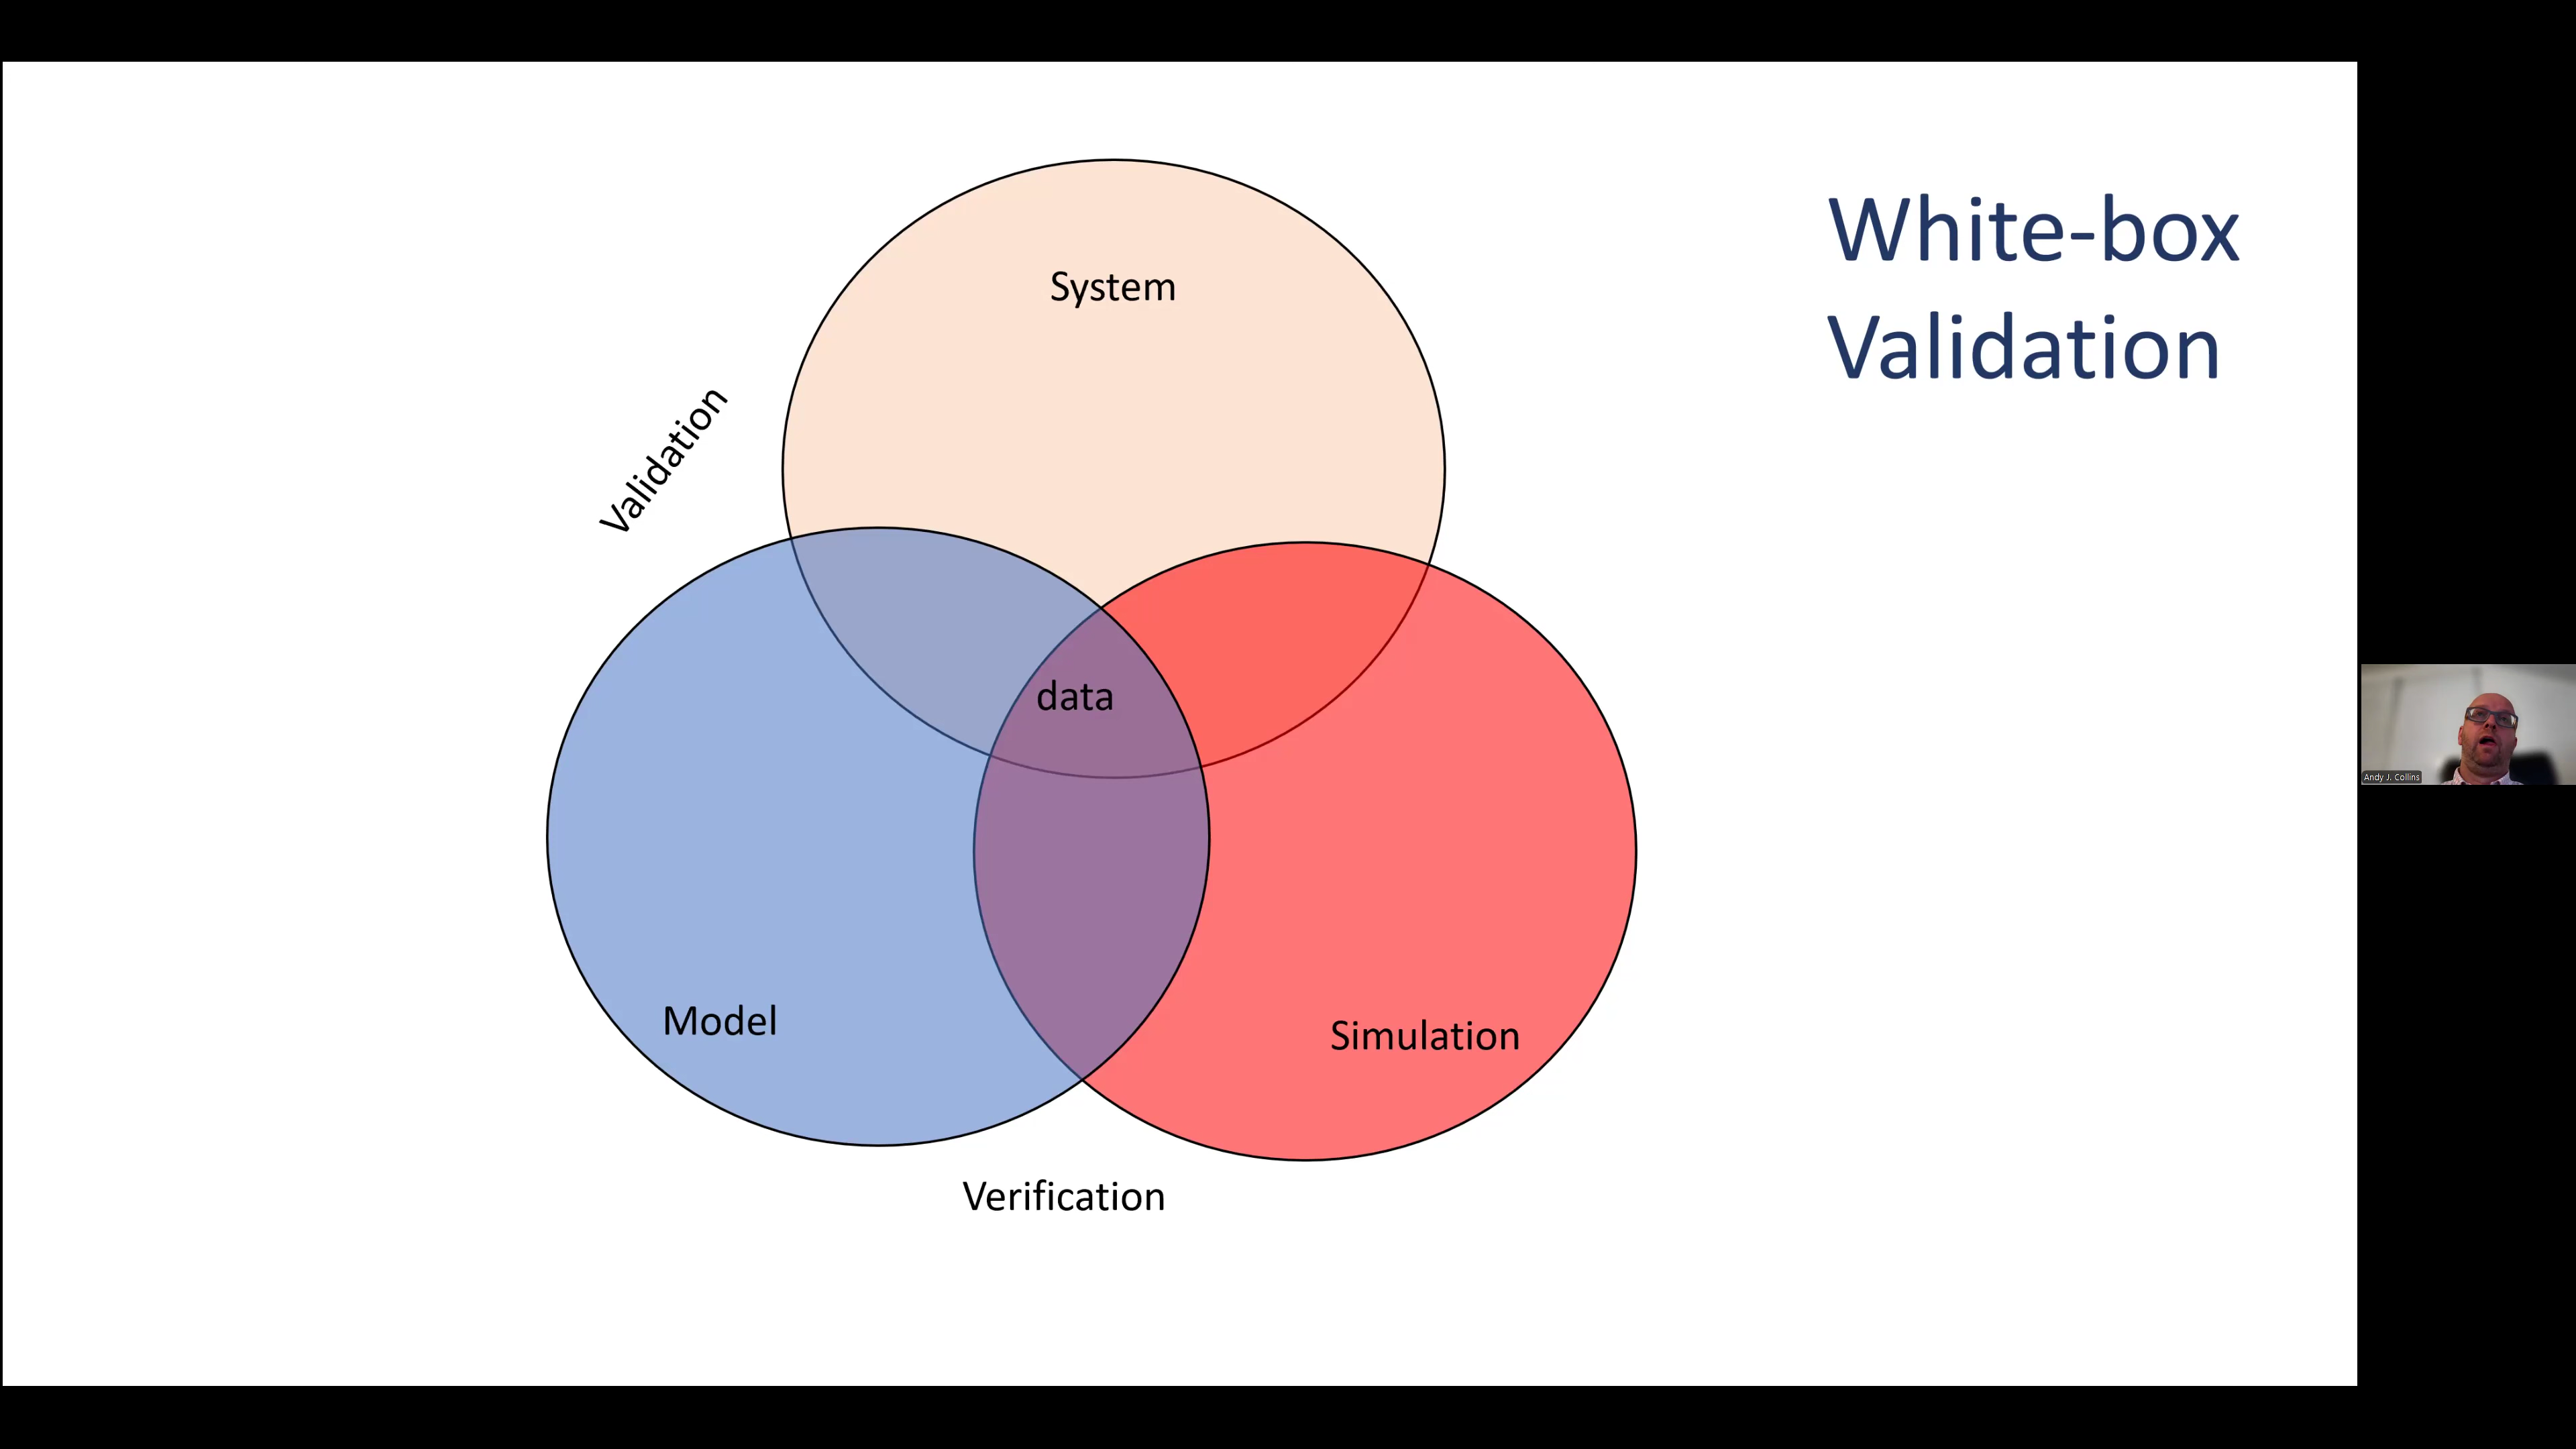 White-box
Validation
System
Validation
data
Model
Simulation
Verification
Andy J. Collins